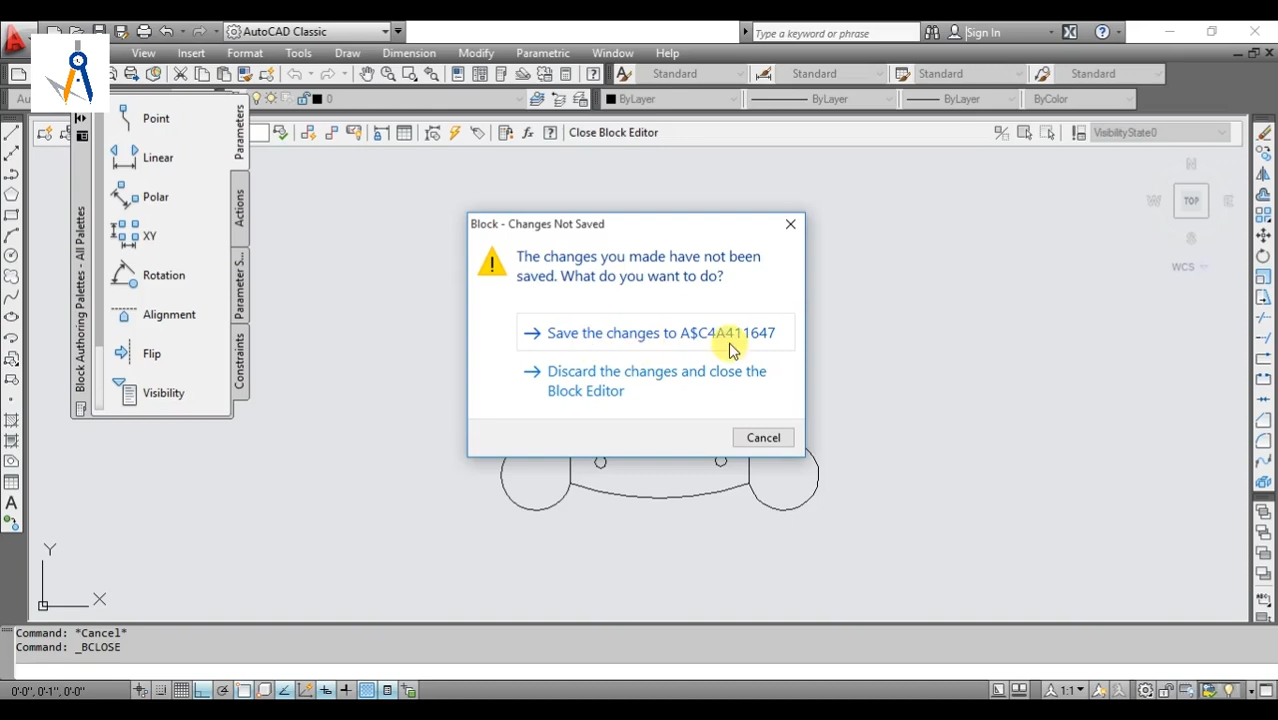 AutoCAD Classic
Type a keyword or phrase
Sign In
View Insert Format Tools Draw Dimension Modify Parametric Window Help
Standard Standard Standard Standard
0 ByLayer ByLayer ByLayer ByColor
Close Block Editor
VisibilityState0
Block Authoring Palettes - All Palettes
Point
Linear
Polar
XY
Rotation
Alignment
Flip
Visibility
Parameters
Actions
Parameter S...
Constraints
N
W TOP E
S
WCS
Block - Changes Not Saved
The changes you made have not been
saved. What do you want to do?
Save the changes to A$C4A411647
Discard the changes and close the
Block Editor
Cancel
Y
X
Command: *Cancel*
Command: _BCLOSE
0'-0", 0'-1", 0'-0"
1:1